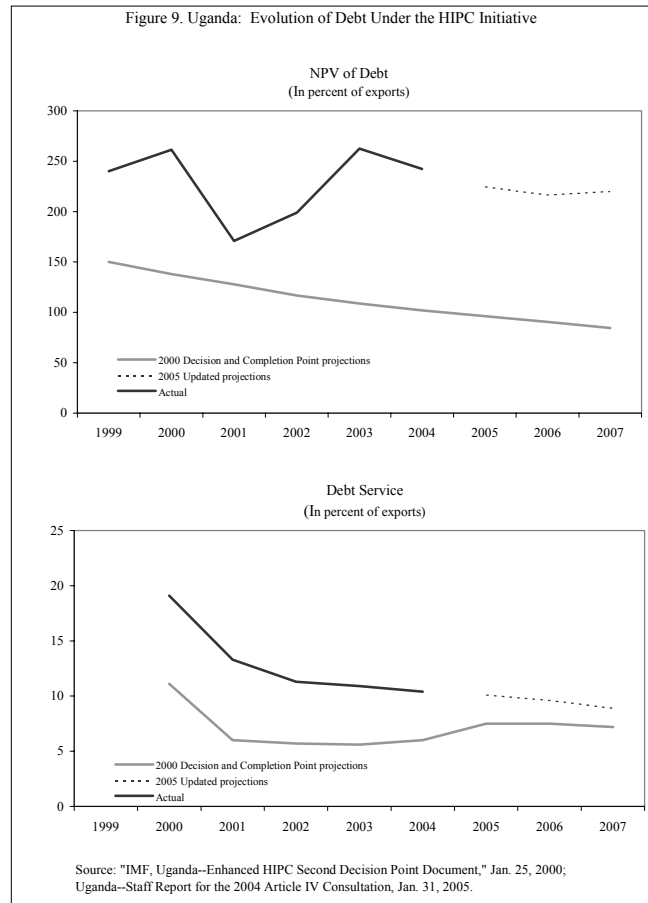 Figure 9. Uganda:  Evolution of Debt Under the HIPC Initiative
NPV of Debt
(In percent of exports)
300
250
200
150
100
50
0
2000 Decision and Completion Point projections
2005 Updated projections
Actual
1999 2000 2001 2002 2003 2004 2005 2006 2007
Debt Service
(In percent of exports)
25
20
15
10
5
0
2000 Decision and Completion Point projections
2005 Updated projections
Actual
1999 2000 2001 2002 2003 2004 2005 2006 2007
Source: "IMF, Uganda--Enhanced HIPC Second Decision Point Document," Jan. 25, 2000;
Uganda--Staff Report for the 2004 Article IV Consultation, Jan. 31, 2005.